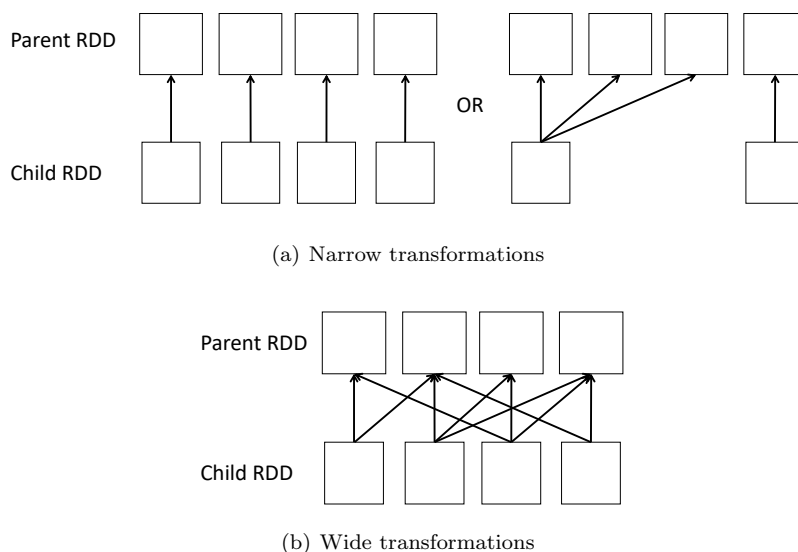 Parent RDD
OR
Child RDD
(a) Narrow transformations
Parent RDD
Child RDD
(b) Wide transformations